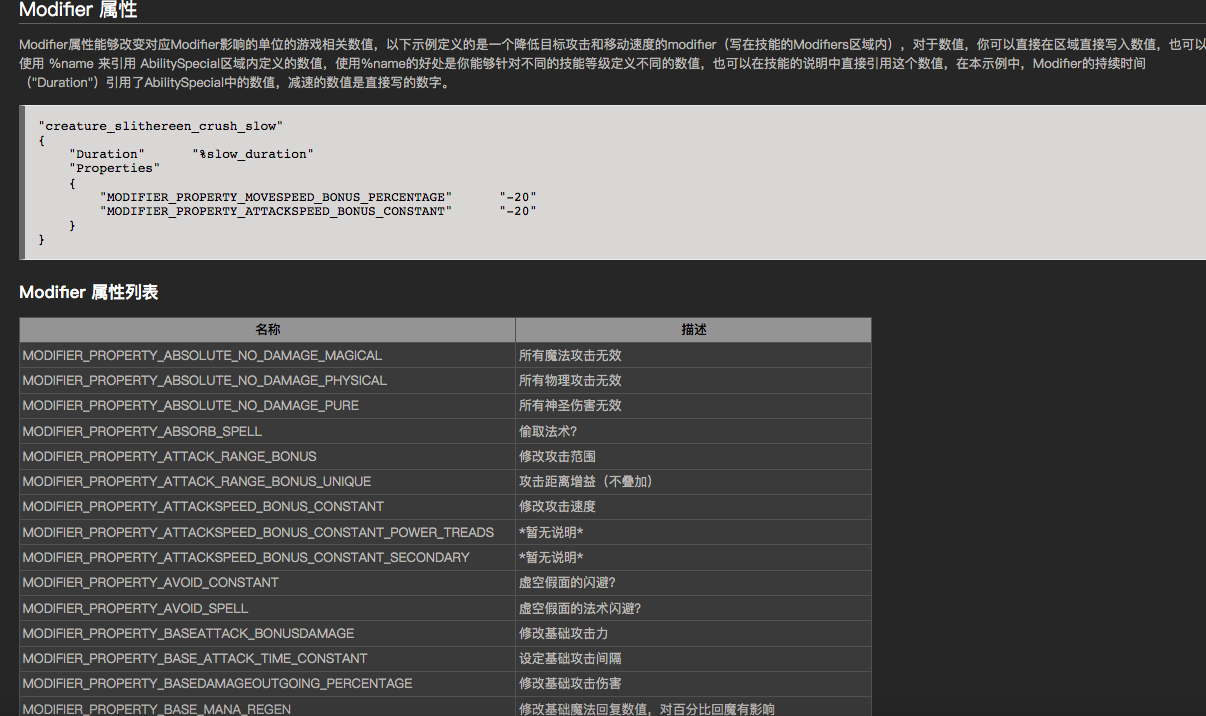 Modifier 属性
Modifier属性能够改变对应Modifier影响的单位的游戏相关数值，以下示例定义的是一个降低目标攻击和移动速度的modifier（写在技能的Modifiers区域内），对于数值，你可以直接在区域直接写入数值，也可以
使用 %name 来引用 AbilitySpecial区域内定义的数值，使用%name的好处是你能够针对不同的技能等级定义不同的数值，也可以在技能的说明中直接引用这个数值，在本示例中，Modifier的持续时间
（"Duration"）引用了AbilitySpecial中的数值，减速的数值是直接写的数字。
"creature_slithereen_crush_slow"
{
"Duration" "%slow_duration"
"Properties"
{
"MODIFIER_PROPERTY_MOVESPEED_BONUS_PERCENTAGE" "-20"
"MODIFIER_PROPERTY_ATTACKSPEED_BONUS_CONSTANT" "-20"
}
}
Modifier 属性列表
名称 描述
MODIFIER_PROPERTY_ABSOLUTE_NO_DAMAGE_MAGICAL 所有魔法攻击无效
MODIFIER_PROPERTY_ABSOLUTE_NO_DAMAGE_PHYSICAL 所有物理攻击无效
MODIFIER_PROPERTY_ABSOLUTE_NO_DAMAGE_PURE 所有神圣伤害无效
MODIFIER_PROPERTY_ABSORB_SPELL 偷取法术?
MODIFIER_PROPERTY_ATTACK_RANGE_BONUS 修改攻击范围
MODIFIER_PROPERTY_ATTACK_RANGE_BONUS_UNIQUE 攻击距离增益（不叠加）
MODIFIER_PROPERTY_ATTACKSPEED_BONUS_CONSTANT 修改攻击速度
MODIFIER_PROPERTY_ATTACKSPEED_BONUS_CONSTANT_POWER_TREADS *暂无说明*
MODIFIER_PROPERTY_ATTACKSPEED_BONUS_CONSTANT_SECONDARY *暂无说明*
MODIFIER_PROPERTY_AVOID_CONSTANT 虚空假面的闪避?
MODIFIER_PROPERTY_AVOID_SPELL 虚空假面的法术闪避?
MODIFIER_PROPERTY_BASEATTACK_BONUSDAMAGE 修改基础攻击力
MODIFIER_PROPERTY_BASE_ATTACK_TIME_CONSTANT 设定基础攻击间隔
MODIFIER_PROPERTY_BASEDAMAGEOUTGOING_PERCENTAGE 修改基础攻击伤害
MODIFIER_PROPERTY_BASE_MANA_REGEN 修改基础魔法回复数值，对百分比回魔有影响